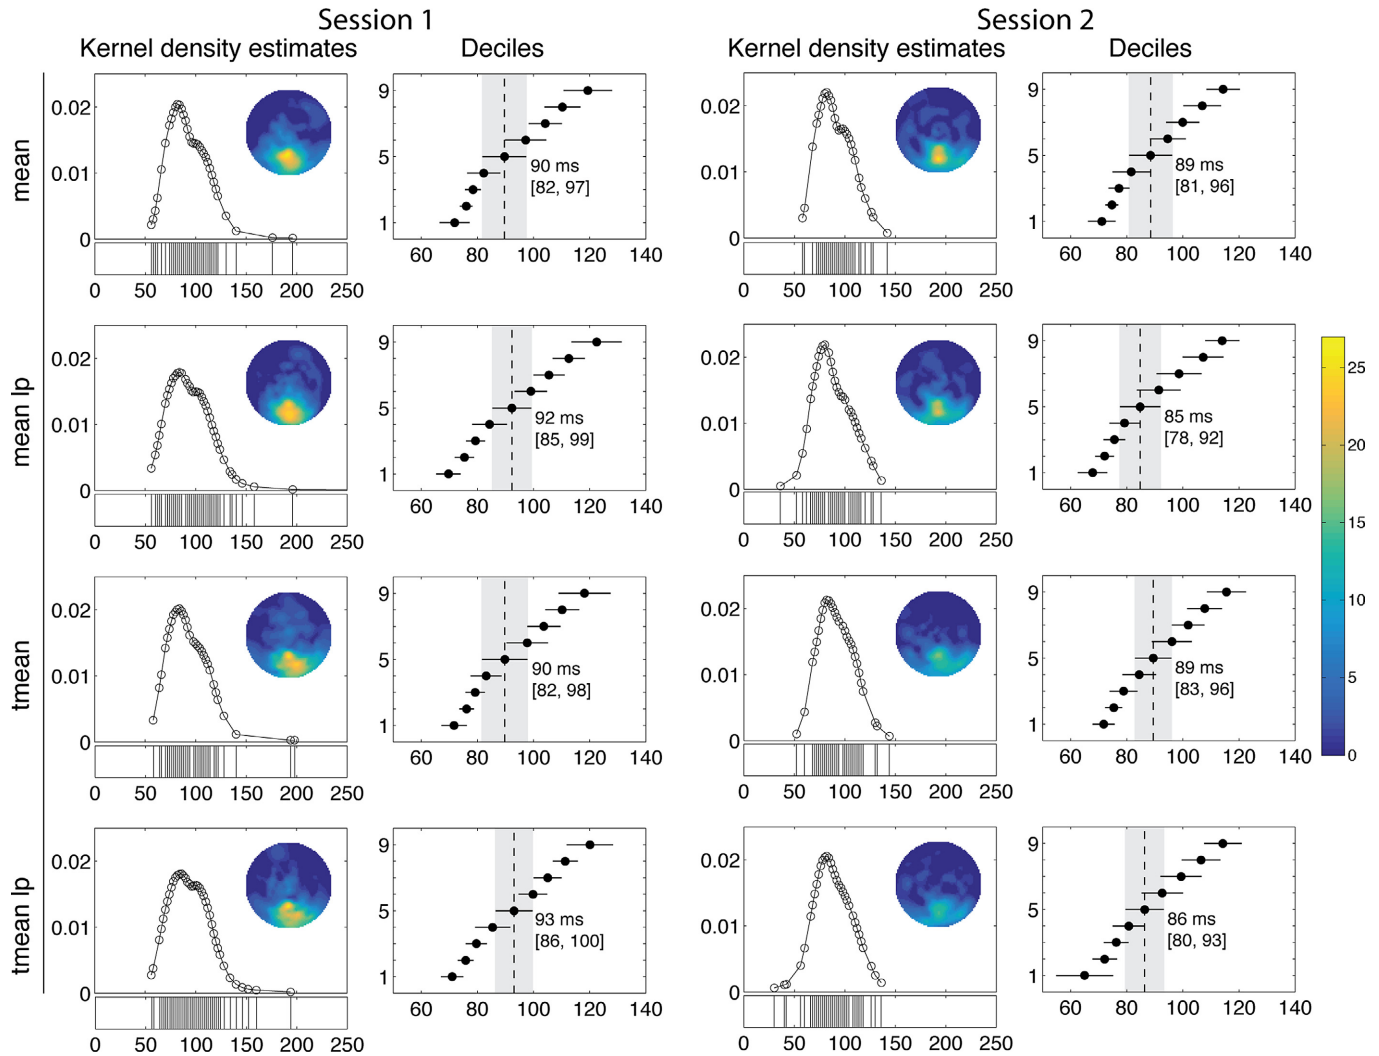 Session 1
Session 2
Kernel density estimates
Deciles
Kernel density estimates
Deciles
mean
0.02
0.01
0
0 50 100 150 200 250
9
5
1
90 ms
[82, 97]
60 80 100 120 140
0.02
0.01
0
0 50 100 150 200 250
9
5
1
89 ms
[81, 96]
60 80 100 120 140
mean lp
0.02
0.01
0
0 50 100 150 200 250
9
5
1
92 ms
[85, 99]
60 80 100 120 140
0.02
0.01
0
0 50 100 150 200 250
9
5
1
85 ms
[78, 92]
60 80 100 120 140
25
20
15
10
5
0
tmean
0.02
0.01
0
0 50 100 150 200 250
9
5
1
90 ms
[82, 98]
60 80 100 120 140
0.02
0.01
0
0 50 100 150 200 250
9
5
1
89 ms
[83, 96]
60 80 100 120 140
tmean lp
0.02
0.01
0
0 50 100 150 200 250
9
5
1
93 ms
[86, 100]
60 80 100 120 140
0.02
0.01
0
0 50 100 150 200 250
9
5
1
86 ms
[80, 93]
60 80 100 120 140